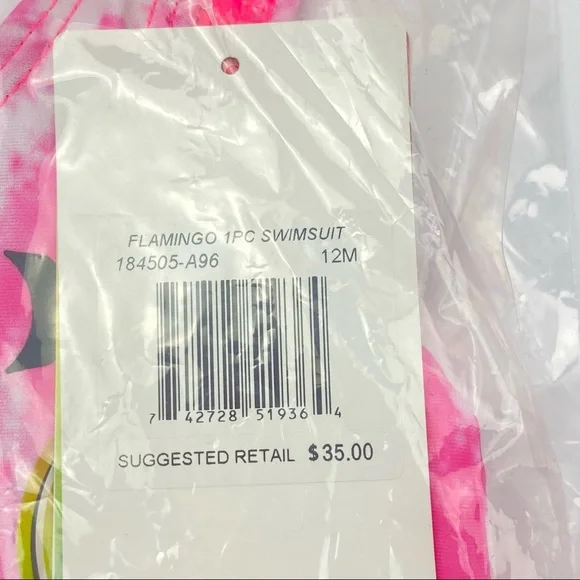 FLAMINGO 1PC SWIMSUIT
184505-A96 12M
7 42728 51936 4
SUGGESTED RETAIL $35.00